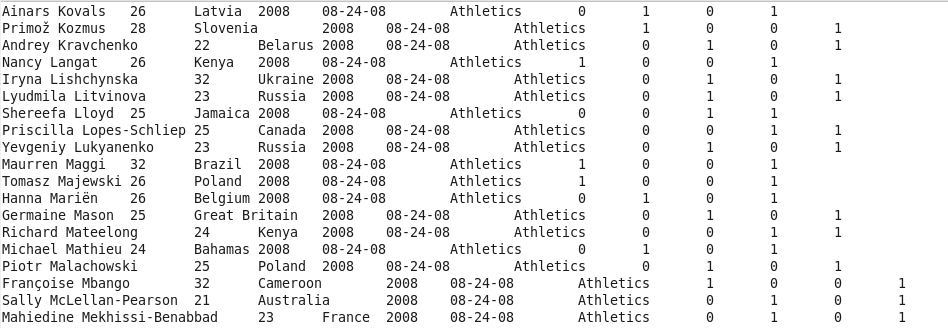 Ainars Kovals 26 Latvia 2008 08-24-08 Athletics 0 1 0 1
Primož Kozmus 28 Slovenia 2008 08-24-08 Athletics 1 0 0 1
Andrey Kravchenko 22 Belarus 2008 08-24-08 Athletics 0 1 0 1
Nancy Langat 26 Kenya 2008 08-24-08 Athletics 1 0 0 1
Iryna Lishchynska 32 Ukraine 2008 08-24-08 Athletics 0 1 0 1
Lyudmila Litvinova 23 Russia 2008 08-24-08 Athletics 0 1 0 1
Shereefa Lloyd 25 Jamaica 2008 08-24-08 Athletics 0 0 1 1
Priscilla Lopes-Schliep 25 Canada 2008 08-24-08 Athletics 0 0 1 1
Yevgeniy Lukyanenko 23 Russia 2008 08-24-08 Athletics 0 1 0 1
Maurren Maggi 32 Brazil 2008 08-24-08 Athletics 1 0 0 1
Tomasz Majewski 26 Poland 2008 08-24-08 Athletics 1 0 0 1
Hanna Mariën 26 Belgium 2008 08-24-08 Athletics 0 1 0 1
Germaine Mason 25 Great Britain 2008 08-24-08 Athletics 0 1 0 1
Richard Mateelong 24 Kenya 2008 08-24-08 Athletics 0 0 1 1
Michael Mathieu 24 Bahamas 2008 08-24-08 Athletics 0 1 0 1
Piotr Malachowski 25 Poland 2008 08-24-08 Athletics 0 1 0 1
Françoise Mbango 32 Cameroon 2008 08-24-08 Athletics 1 0 0 1
Sally McLellan-Pearson 21 Australia 2008 08-24-08 Athletics 0 1 0 1
Mahiedine Mekhissi-Benabbad 23 France 2008 08-24-08 Athletics 0 1 0 1